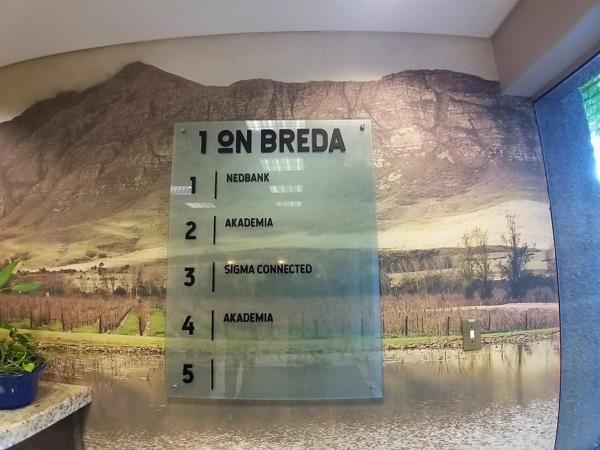 1 ON BREDA
1 NEDBANK
2 AKADEMIA
3 SIGMA CONNECTED
4 AKADEMIA
5